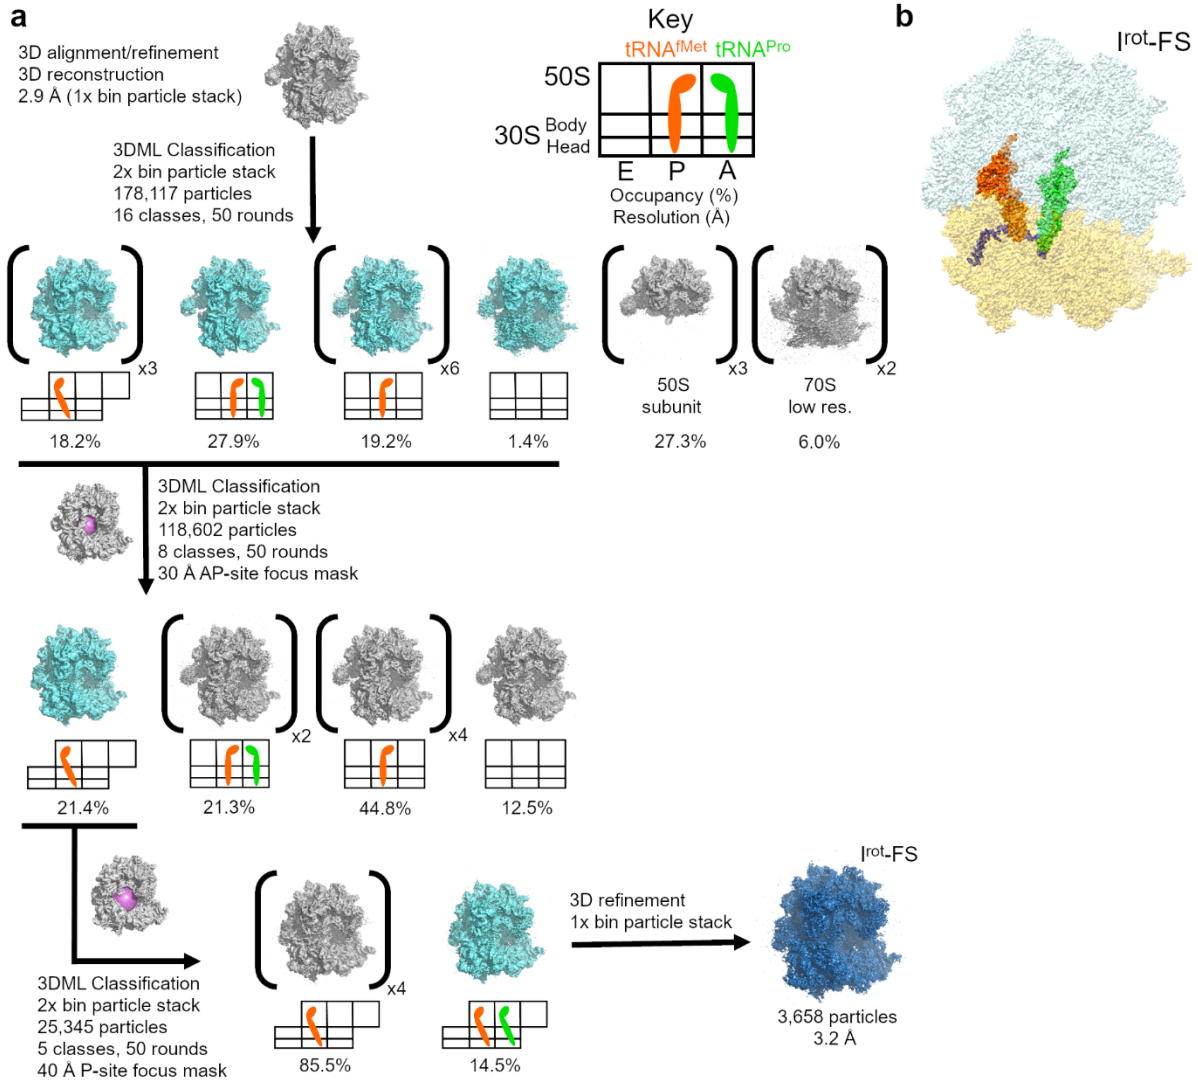 a
3D alignment/refinement
3D reconstruction
2.9 Å (1x bin particle stack)
Key
tRNAfMet tRNAPro
50S
30S Body
Head
E P A
Occupancy (%)
Resolution (Å)
b
Irot-FS
3DML Classification
2x bin particle stack
178,117 particles
16 classes, 50 rounds
x3
x6
x3
x2
50S
subunit
70S
low res.
18.2%
27.9%
19.2%
1.4%
27.3%
6.0%
3DML Classification
2x bin particle stack
118,602 particles
8 classes, 50 rounds
30 Å AP-site focus mask
x2
x4
21.4%
21.3%
44.8%
12.5%
3DML Classification
2x bin particle stack
25,345 particles
5 classes, 50 rounds
40 Å P-site focus mask
x4
85.5%
14.5%
3D refinement
1x bin particle stack
Irot-FS
3,658 particles
3.2 Å